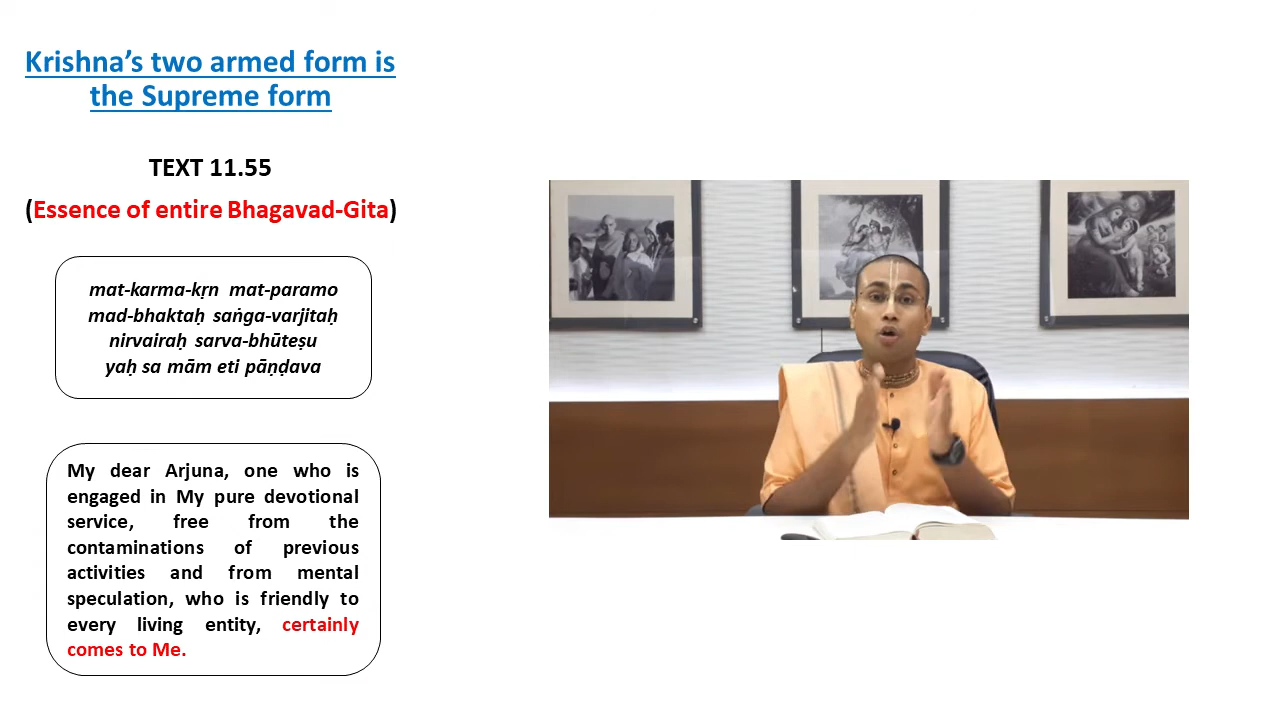 Krishna’s two armed form is
the Supreme form
TEXT 11.55
(Essence of entire Bhagavad-Gita)
mat-karma-kṛn mat-paramo
mad-bhaktaḥ saṅga-varjitaḥ
nirvairaḥ sarva-bhūteṣu
yaḥ sa mām eti pāṇḍava
My dear Arjuna, one who is
engaged in My pure devotional
service, free from the
contaminations of previous
activities and from mental
speculation, who is friendly to
every living entity, certainly
comes to Me.